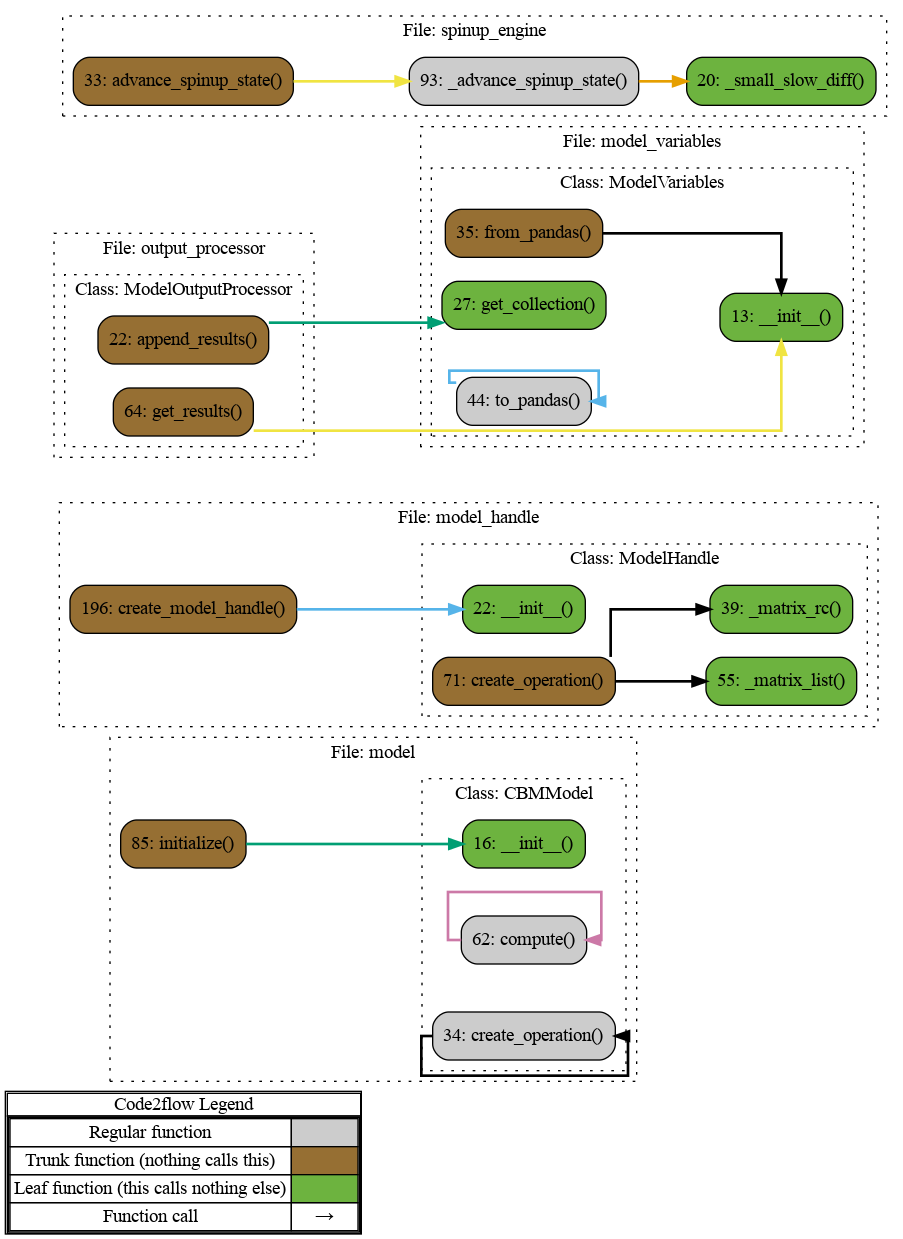 File: spinup_engine
33: advance_spinup_state()
93: _advance_spinup_state()
20: _small_slow_diff()
File: model_variables
Class: ModelVariables
35: from_pandas()
27: get_collection()
13: __init__()
44: to_pandas()
File: output_processor
Class: ModelOutputProcessor
22: append_results()
64: get_results()
File: model_handle
Class: ModelHandle
196: create_model_handle()
22: __init__()
39: _matrix_rc()
71: create_operation()
55: _matrix_list()
File: model
Class: CBMModel
85: initialize()
16: __init__()
62: compute()
34: create_operation()
Code2flow Legend
Regular function
Trunk function (nothing calls this)
Leaf function (this calls nothing else)
Function call →